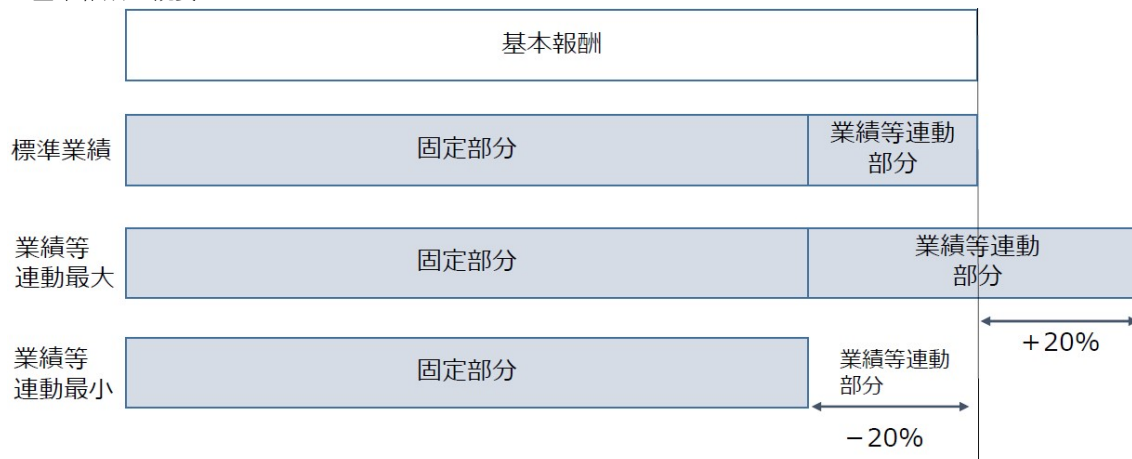 基本報酬
標準業績
固定部分
業績等連動
部分
業績等
連動最大
固定部分
業績等連動
部分
+20%
業績等
連動最小
固定部分
業績等連動
部分
−20%